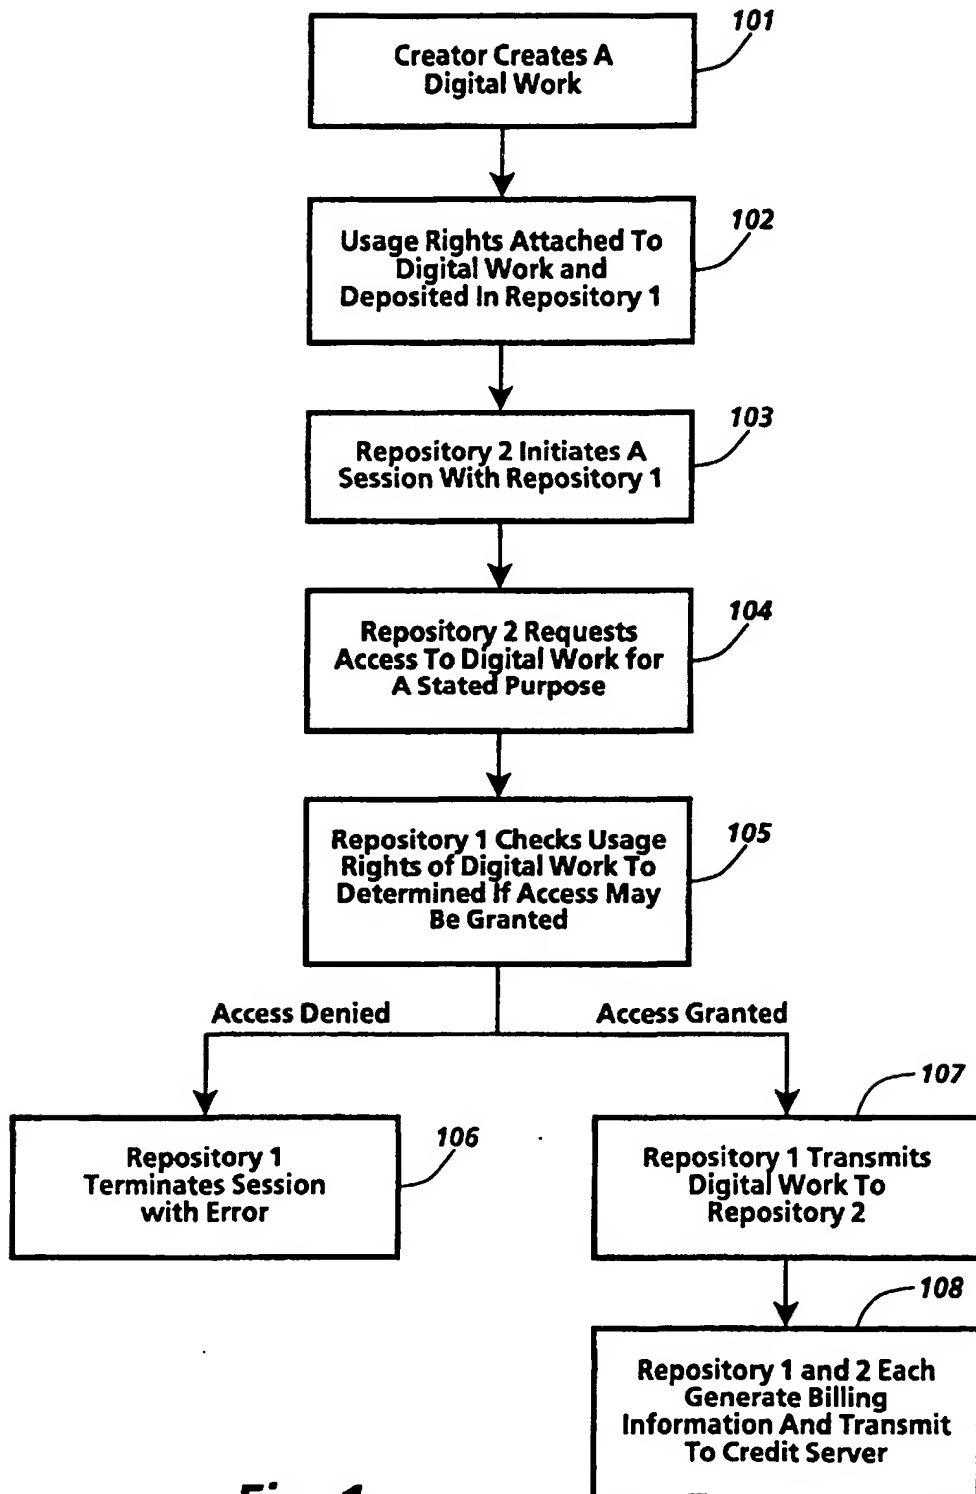 101
Creator Creates A
Digital Work
102
Usage Rights Attached To
Digital Work and
Deposited In Repository 1
103
Repository 2 Initiates A
Session With Repository 1
104
Repository 2 Requests
Access To Digital Work for
A Stated Purpose
105
Repository 1 Checks Usage
Rights of Digital Work To
Determined If Access May
Be Granted
Access Denied
Access Granted
106
Repository 1
Terminates Session
with Error
107
Repository 1 Transmits
Digital Work To
Repository 2
108
Repository 1 and 2 Each
Generate Billing
Information And Transmit
To Credit Server
Fig. 1